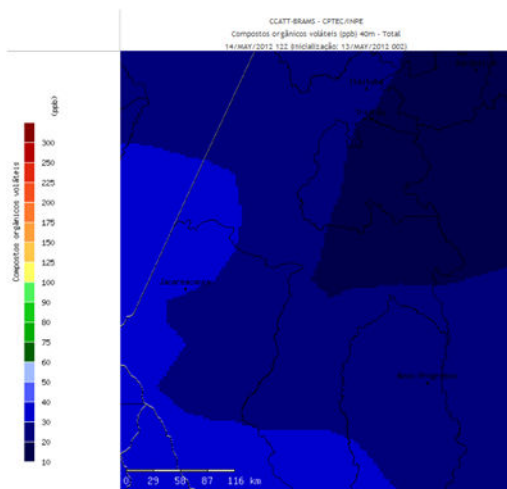 CCATT-BRAMS - CPTEC/INPE
Compostos orgânicos voláteis (ppb) 40m - Total
14/MAY/2012 12Z (Inicialização: 13/MAY/2012 00Z)
(ppb)
Compostos orgânicos voláteis
300
250
225
200
175
150
125
100
90
80
75
60
50
40
30
20
10
0 29 58 87 116 km